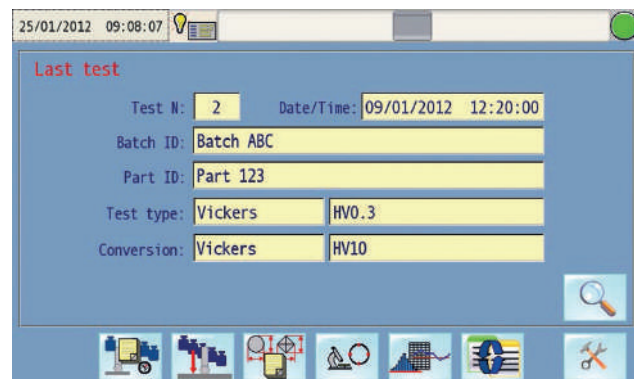 25/01/2012 09:08:07
Last test
Test N: 2 Date/Time: 09/01/2012 12:20:00
Batch ID: Batch ABC
Part ID: Part 123
Test type: Vickers HV0.3
Conversion: Vickers HV10